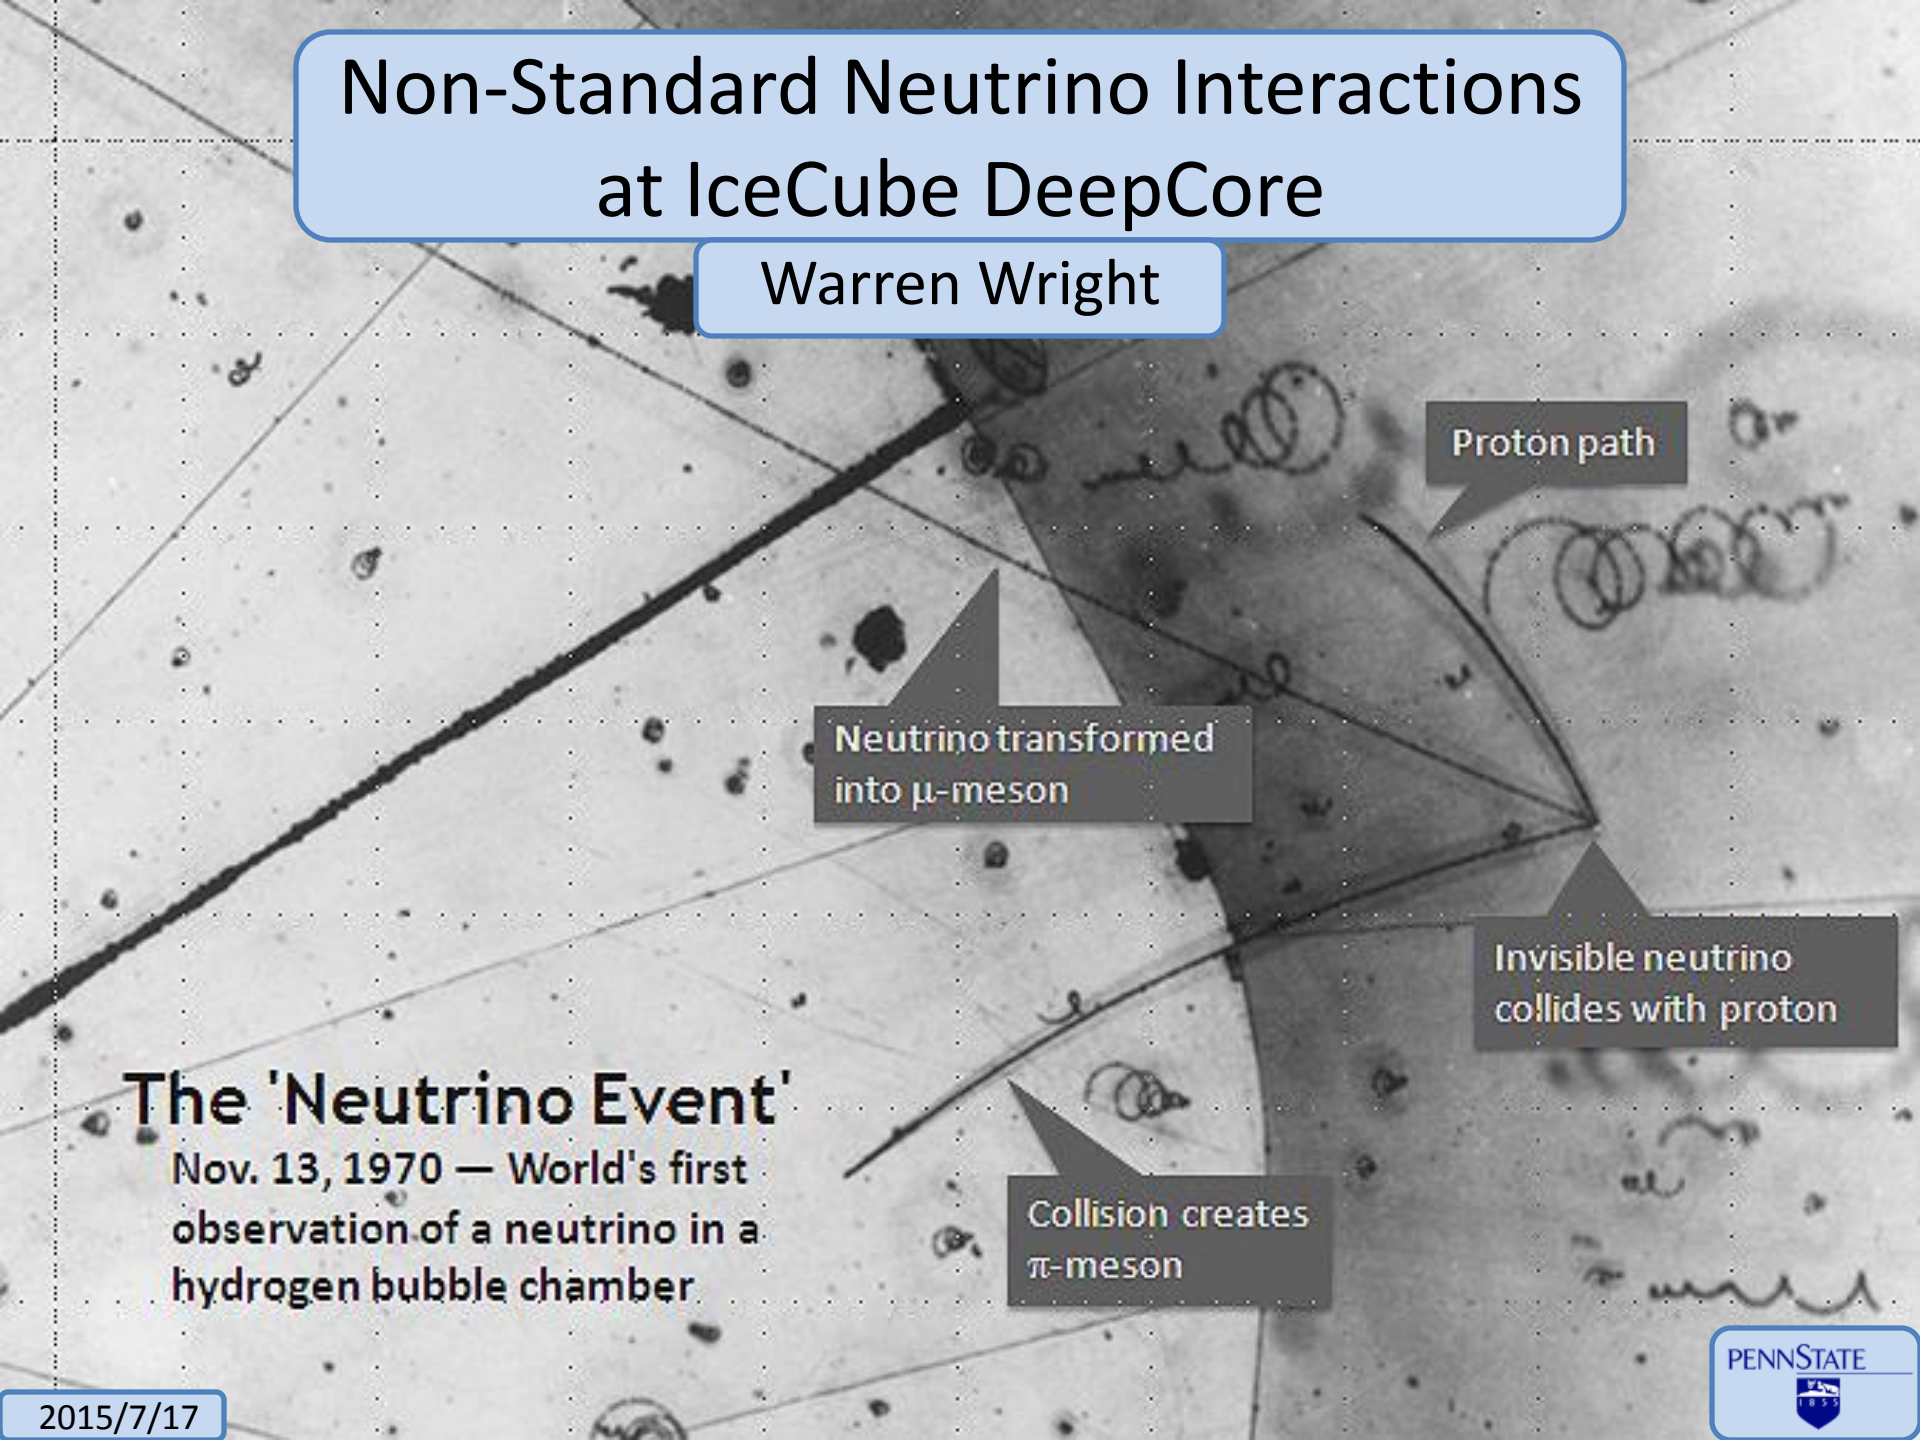 Non-Standard Neutrino Interactions
at IceCube DeepCore
Warren Wright
Proton path
Neutrino transformed
into μ-meson
Invisible neutrino
collides with proton
The 'Neutrino Event'
Nov. 13, 1970 — World's first
observation of a neutrino in a
hydrogen bubble chamber
Collision creates
π-meson
PENNSTATE
1855
2015/7/17